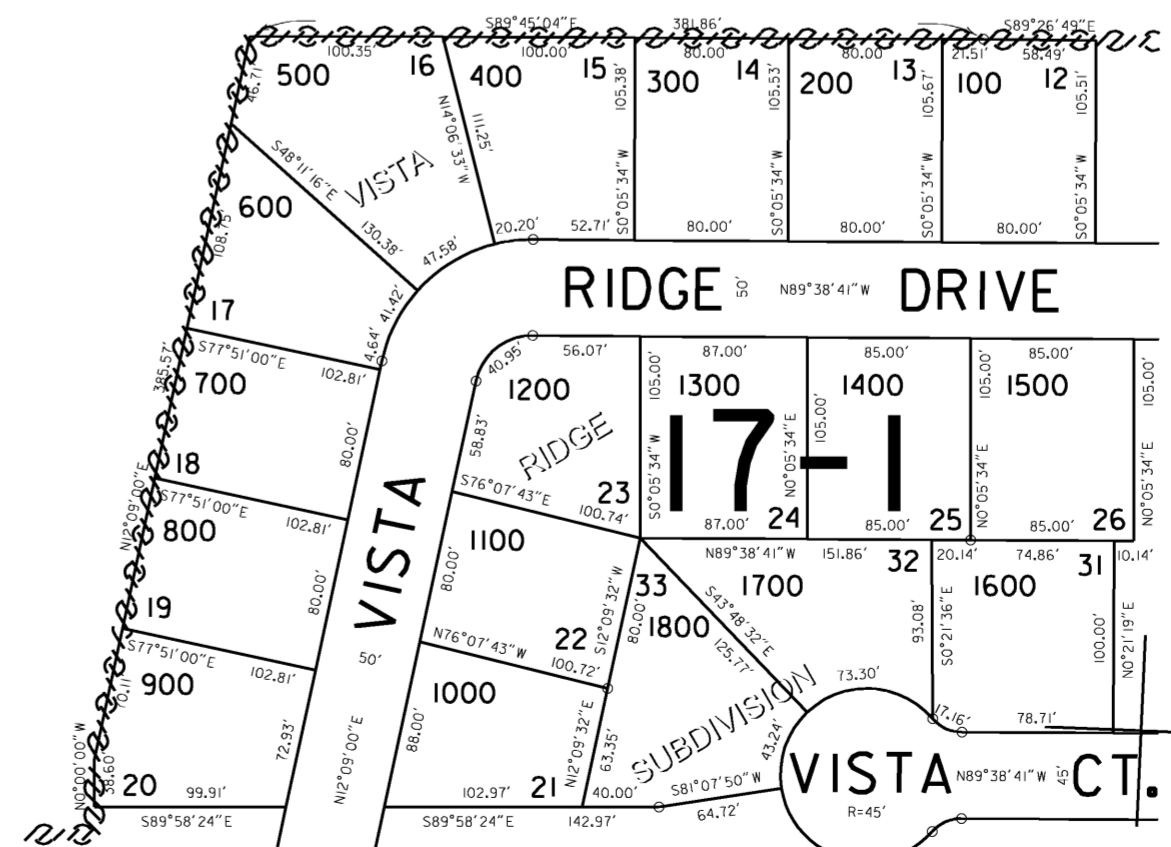 S89°45'04"E 381.86' S89°26'49"E
100.35' 100.00' 80.00' 80.00' 21.51' 58.49'
500 16 400 15 300 14 200 13 100 12
46.71' N14°06'33"W 111.25' 105.38' 105.53' 105.67' 105.51'
S48°11'16"E VISTA S0°05'34"W S0°05'34"W S0°05'34"W S0°05'34"W
600 130.38' 47.58' 20.20' 52.71' 80.00' 80.00' 80.00'
108.75'
RIDGE 50' N89°38'41"W DRIVE
17 41.42' 4.64'
S77°51'00"E 102.81' 40.95' 56.07' 87.00' 85.00' 85.00'
385.57' 700 1200 1300 1400 1500
80.00' 58.83' 105.00' 105.00' 105.00' 105.00'
RIDGE 17-1
18 S76°07'43"E 100.74' 23 S0°05'34"W N0°05'34"E N0°05'34"E
S77°51'00"E 102.81' 87.00' 24 85.00' 25 85.00' 26
N12°09'00"E 800 VISTA 1100 N89°38'41"W 151.86' 32 20.14' 74.86' 31 10.14'
80.00' 80.00' S12°09'32"W 80.00' 33 1700 1600
1800 S43°48'32"E 125.77' 93.08' S0°21'36"E 100.00' N0°21'19"E
19 N76°07'43"W 22 100.72'
S77°51'00"E 102.81' 50'
70.11' 900 1000 SUBDIVISION 73.30' 17.16' 78.71'
72.93' 88.00' N12°09'32"E 63.35' 43.24'
N0°00'00"W 38.60' N12°09'00"E VISTA N89°38'41"W 45' CT.
20 99.91' 102.97' 21 40.00' S81°07'50"W 64.72' R=45'
S89°58'24"E S89°58'24"E 142.97'